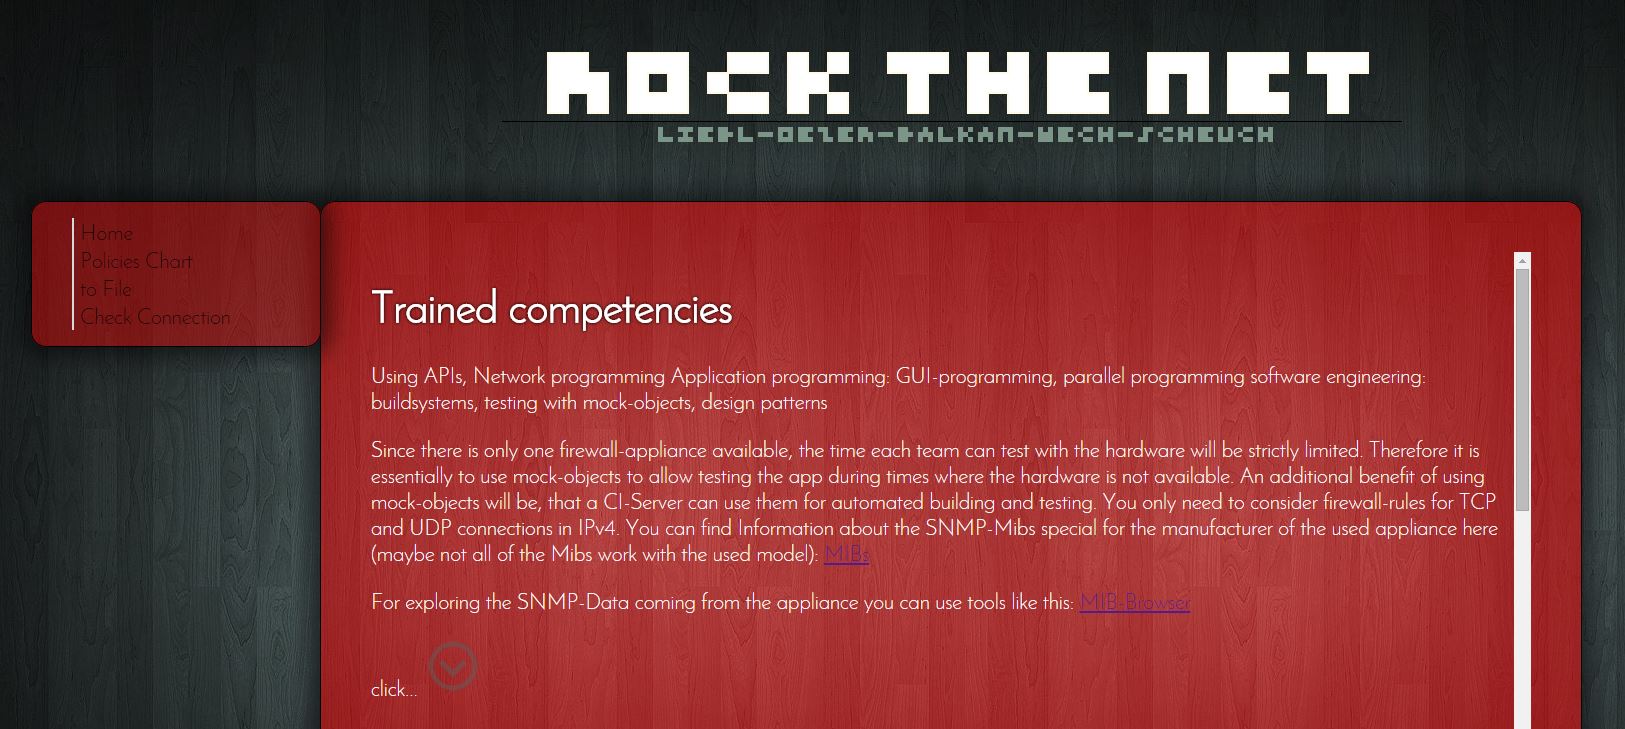 ROCK THE NET
LIEBL-OEZER-BALKAN-WECH-SCHEUCH
Home
Policies Chart
to File
Check Connection
Trained competencies
Using APIs, Network programming Application programming: GUI-programming, parallel programming software engineering:
buildsystems, testing with mock-objects, design patterns
Since there is only one firewall-appliance available, the time each team can test with the hardware will be strictly limited. Therefore it is
essentially to use mock-objects to allow testing the app during times where the hardware is not available. An additional benefit of using
mock-objects will be, that a CI-Server can use them for automated building and testing. You only need to consider firewall-rules for TCP
and UDP connections in IPv4. You can find Information about the SNMP-Mibs special for the manufacturer of the used appliance here
(maybe not all of the Mibs work with the used model): MIBs
For exploring the SNMP-Data coming from the appliance you can use tools like this: MIB-Browser
click...